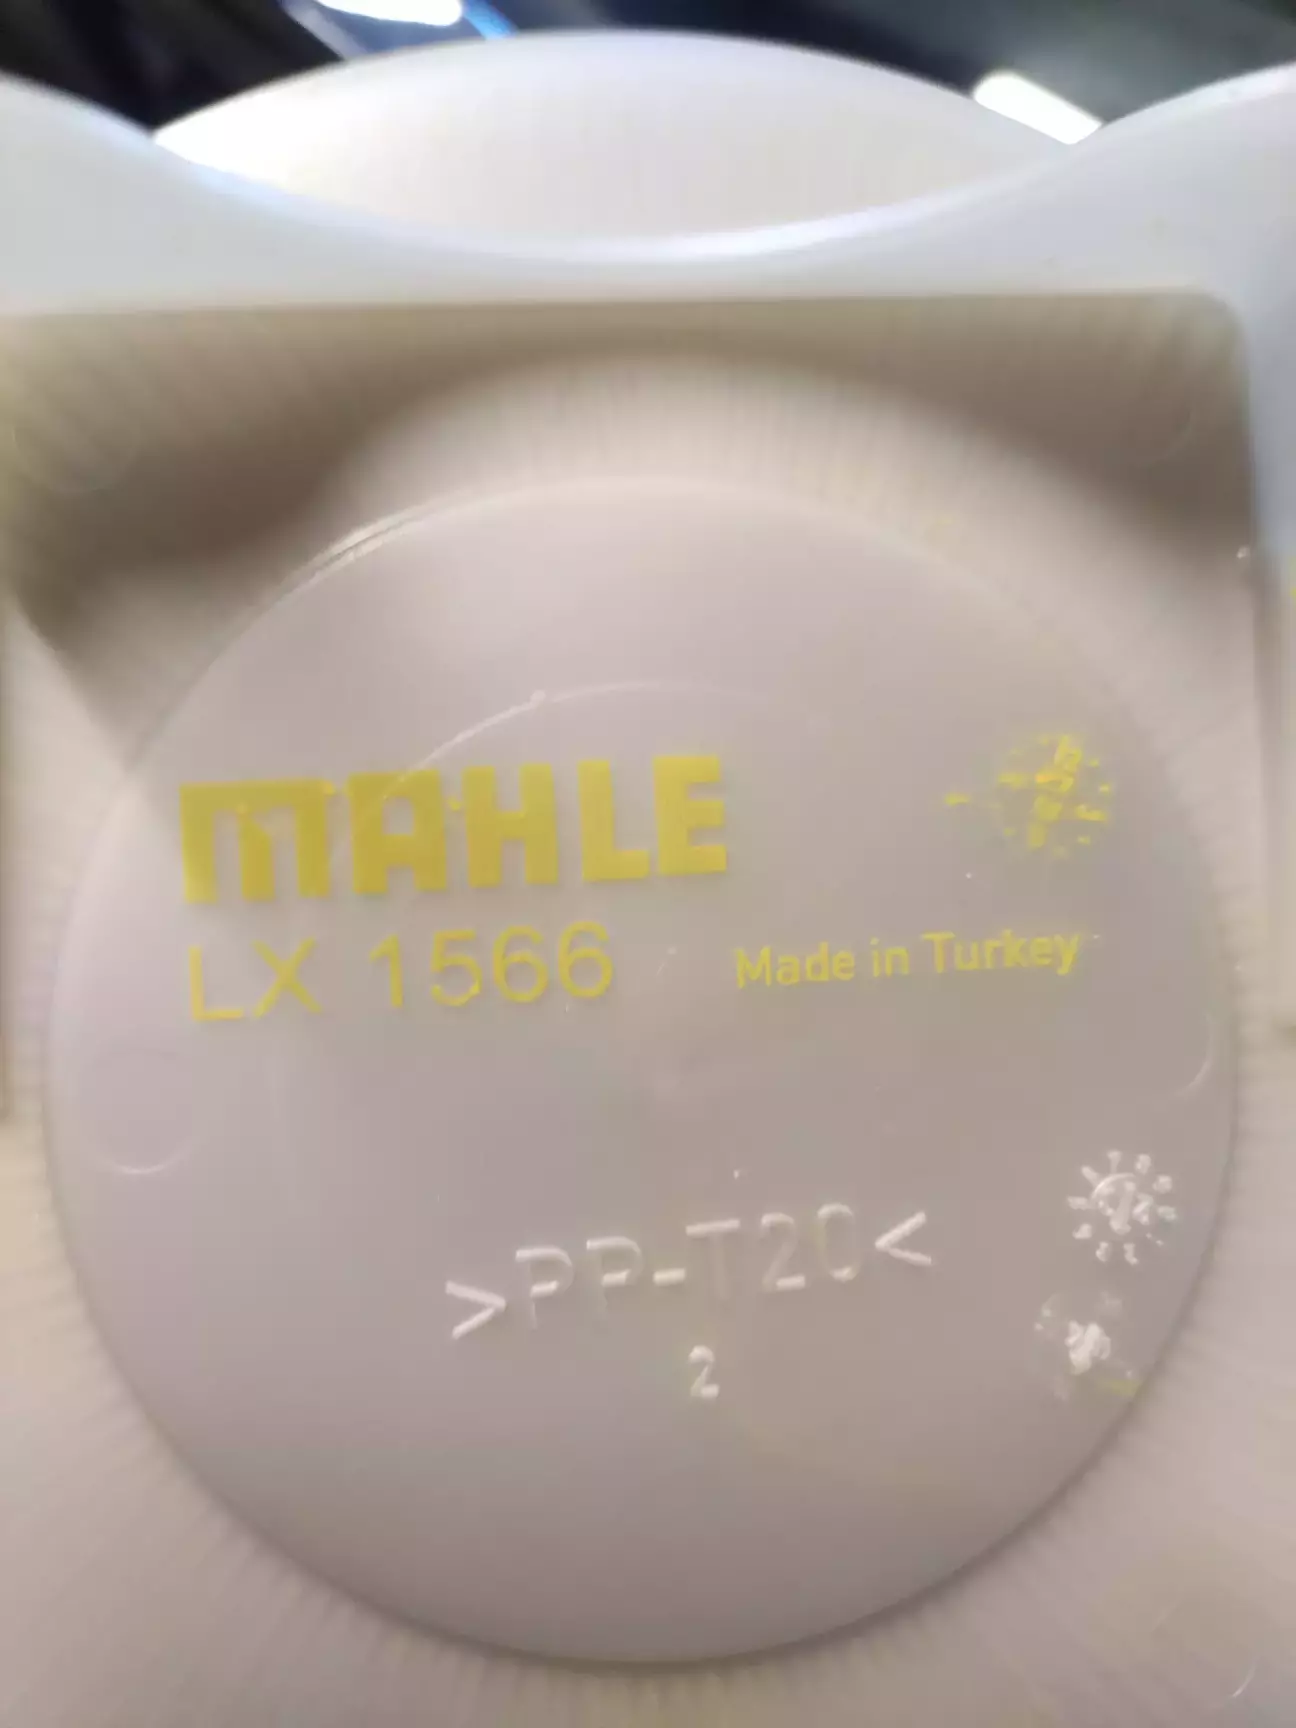 MAHLE
LX 1566 Made in Turkey
>PP-T20<
2